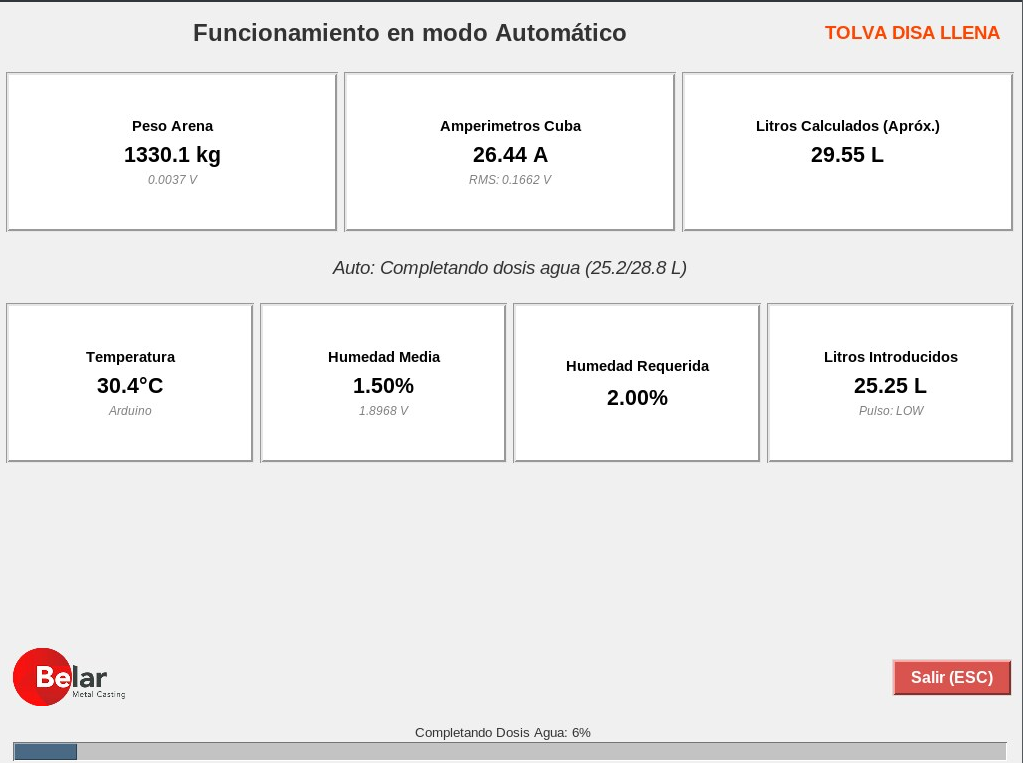 Funcionamiento en modo Automático
TOLVA DISA LLENA
Peso Arena
1330.1 kg
0.0037 V
Amperimetros Cuba
26.44 A
RMS: 0.1662 V
Litros Calculados (Apróx.)
29.55 L
Auto: Completando dosis agua (25.2/28.8 L)
Temperatura
30.4°C
Arduino
Humedad Media
1.50%
1.8968 V
Humedad Requerida
2.00%
Litros Introducidos
25.25 L
Pulso: LOW
Belar
Metal Casting
Salir (ESC)
Completando Dosis Agua: 6%